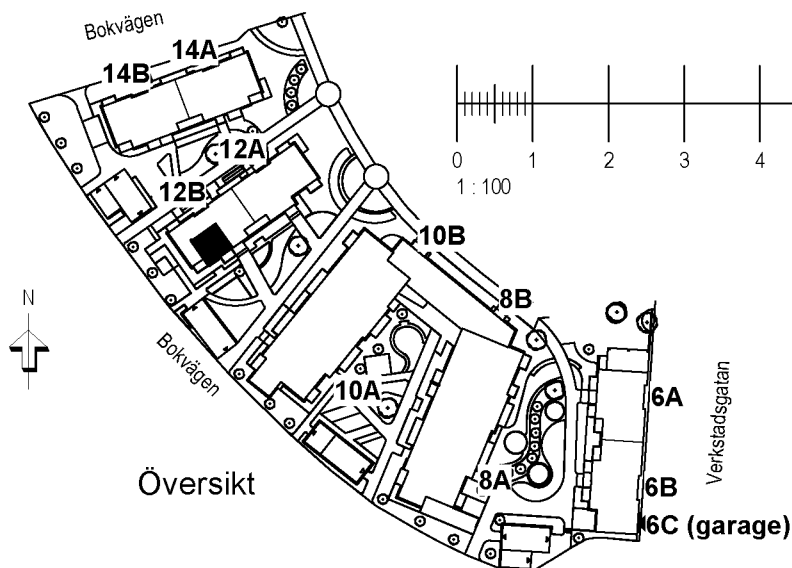 Bokvägen
14A
14B
12A
12B
0 1 2 3 4
1 : 100
10B
8B
N
Bokvägen
10A
6A
Verkstadsgatan
Översikt
8A
6B
6C (garage)